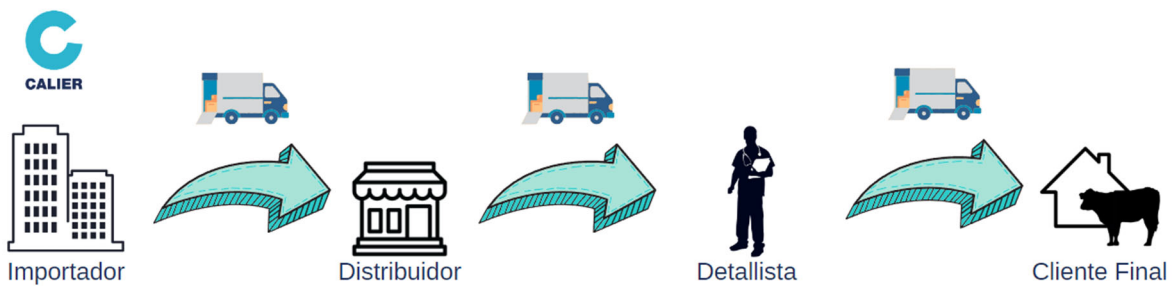 CALIER
Importador
Distribuidor
Detallista
Cliente Final